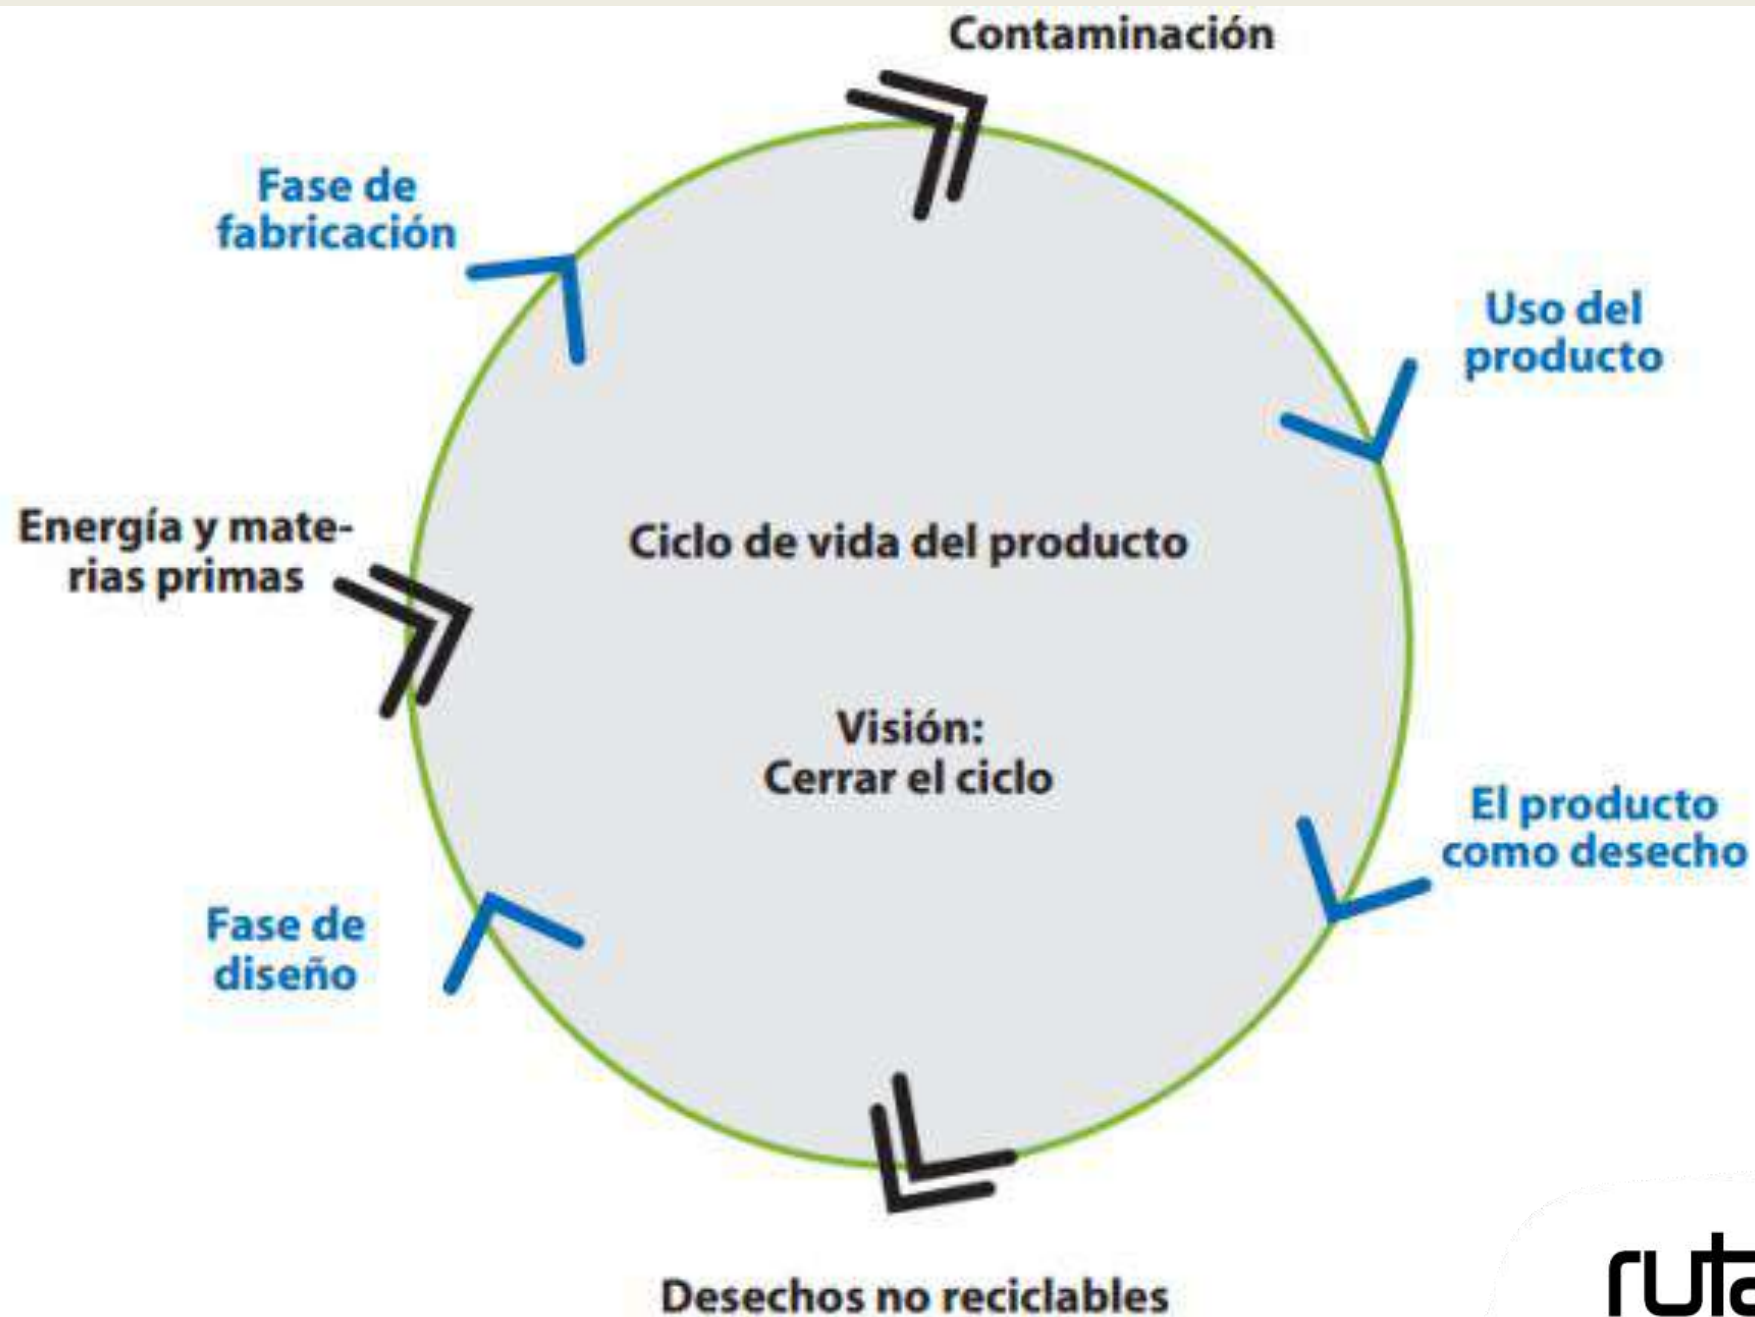 Contaminación
Fase de
fabricación
Uso del
producto
Energía y mate-
rias primas
Ciclo de vida del producto
Visión:
Cerrar el ciclo
El producto
como desecho
Fase de
diseño
Desechos no reciclables